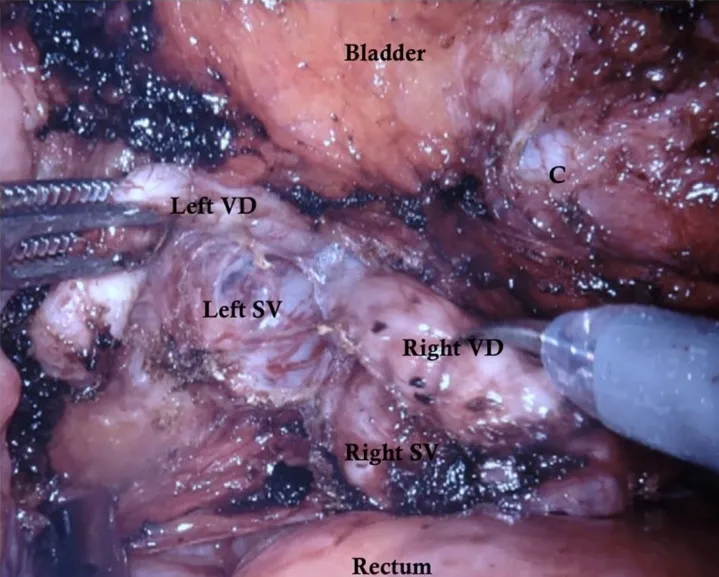 Bladder
C
Left VD
Left SV
Right VD
Right SV
Rectum